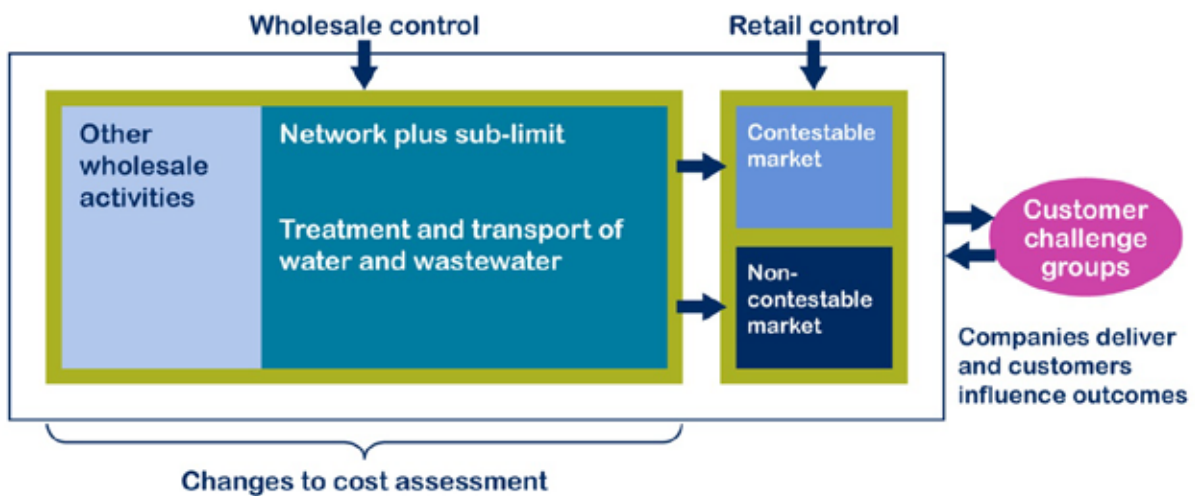 Wholesale control
Retail control
Other
wholesale
activities
Network plus sub-limit
Treatment and transport of
water and wastewater
Contestable
market
Non-
contestable
market
Customer
challenge
groups
Companies deliver
and customers
influence outcomes
Changes to cost assessment